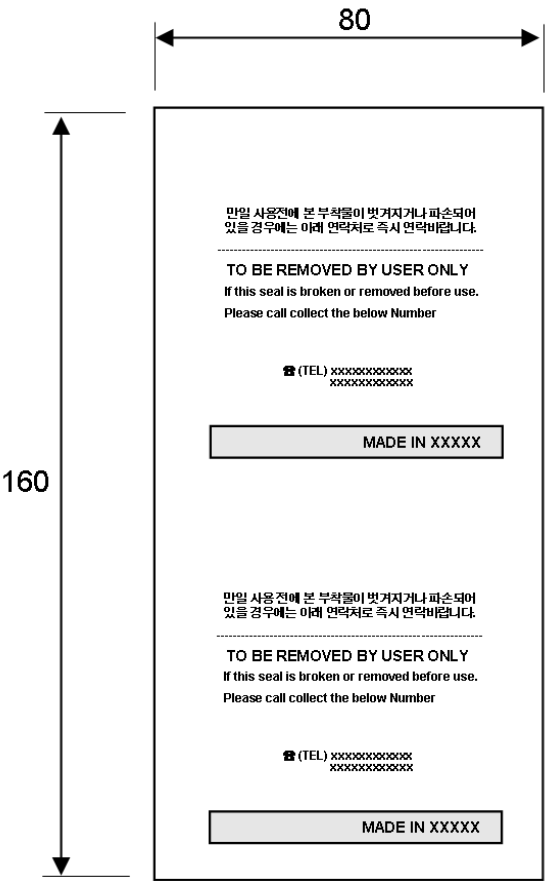 80
160
만일 사용전에 본 부착물이 벗겨지거나 파손되어
있을 경우에는 아래 연락처로 즉시 연락바랍니다.
TO BE REMOVED BY USER ONLY
If this seal is broken or removed before use.
Please call collect the below Number
☎(TEL) xxxxxxxxxxxx
xxxxxxxxxxxx
MADE IN XXXXX
만일 사용전에 본 부착물이 벗겨지거나 파손되어
있을 경우에는 아래 연락처로 즉시 연락바랍니다.
TO BE REMOVED BY USER ONLY
If this seal is broken or removed before use.
Please call collect the below Number
☎(TEL) xxxxxxxxxxxx
xxxxxxxxxxxx
MADE IN XXXXX